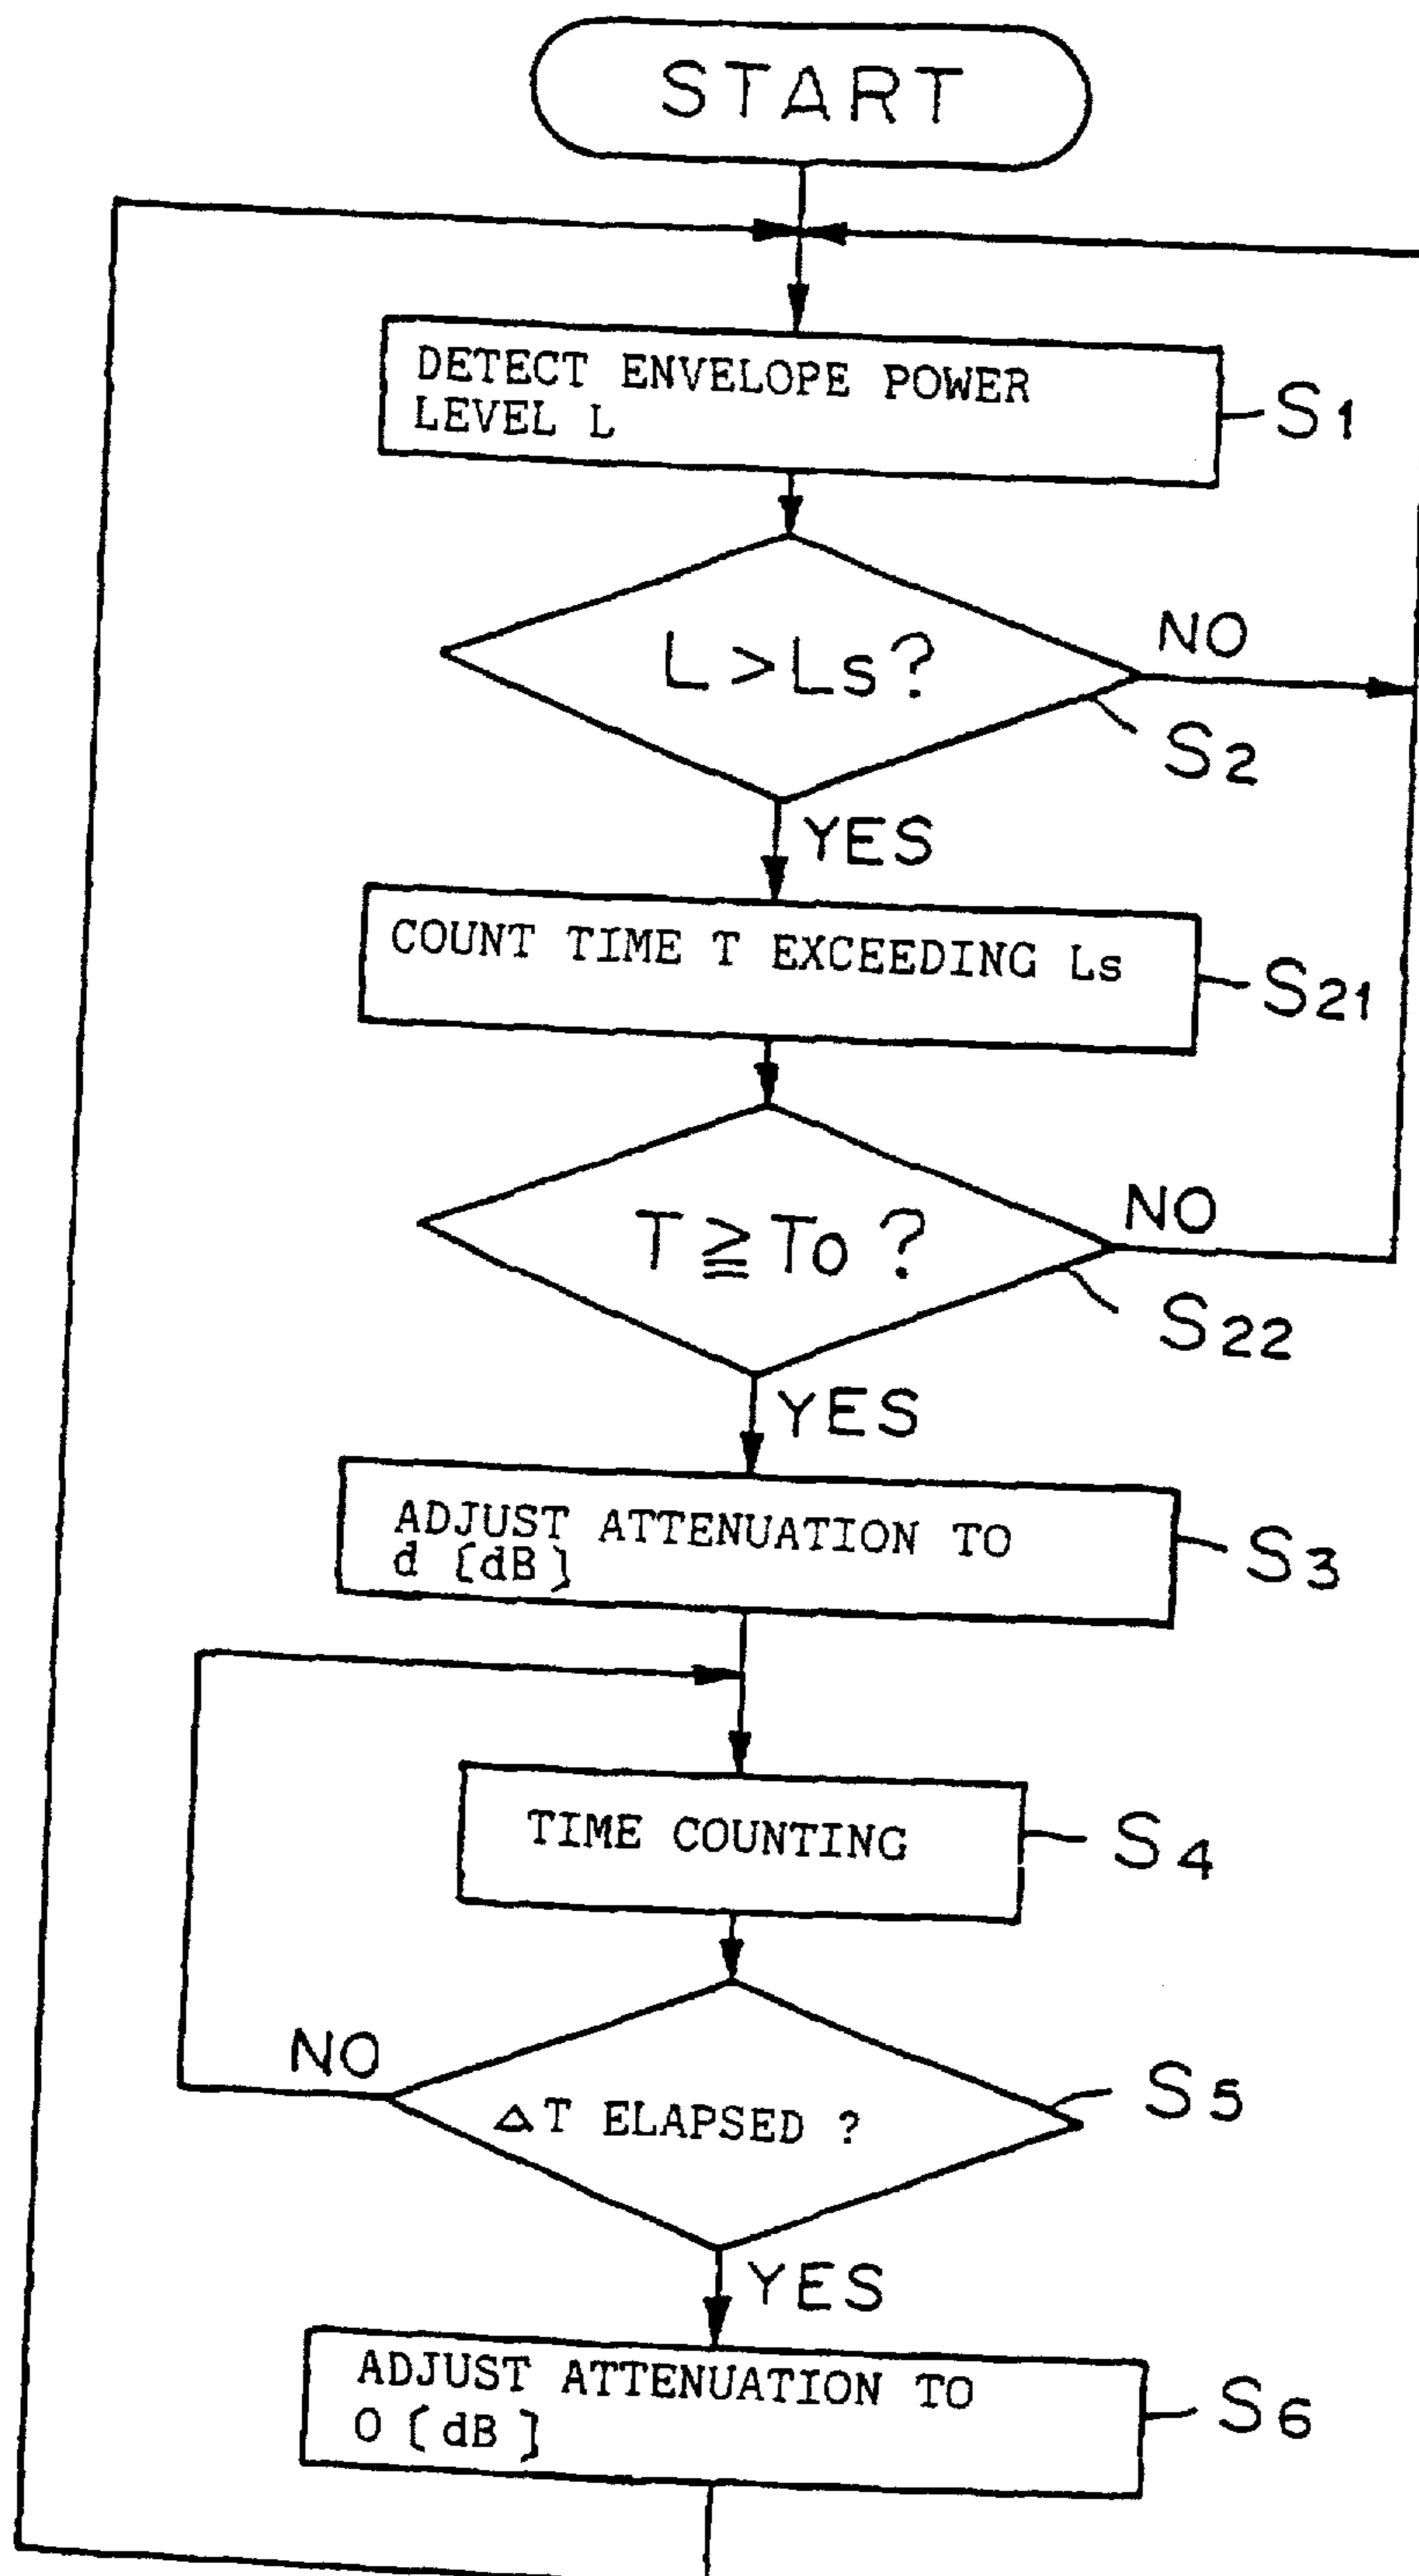 START
DETECT ENVELOPE POWER
LEVEL L
S1
L > Ls ?
NO
S2
YES
COUNT TIME T EXCEEDING Ls
S21
T ≧ To ?
NO
S22
YES
ADJUST ATTENUATION TO
d [dB]
S3
TIME COUNTING
S4
NO
ΔT ELAPSED ?
S5
YES
ADJUST ATTENUATION TO
0 [dB]
S6